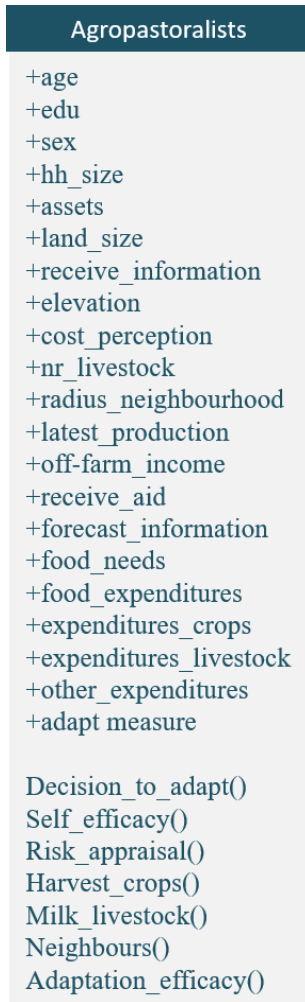 Agropastoralists
+age
+edu
+sex
+hh_size
+assets
+land_size
+receive_information
+elevation
+cost_perception
+nr_livestock
+radius_neighbourhood
+latest_production
+off-farm_income
+receive_aid
+forecast_information
+food_needs
+food_expenditures
+expenditures_crops
+expenditures_livestock
+other_expenditures
+adapt measure
Decision_to_adapt()
Self_efficacy()
Risk_appraisal()
Harvest_crops()
Milk_livestock()
Neighbours()
Adaptation_efficacy()